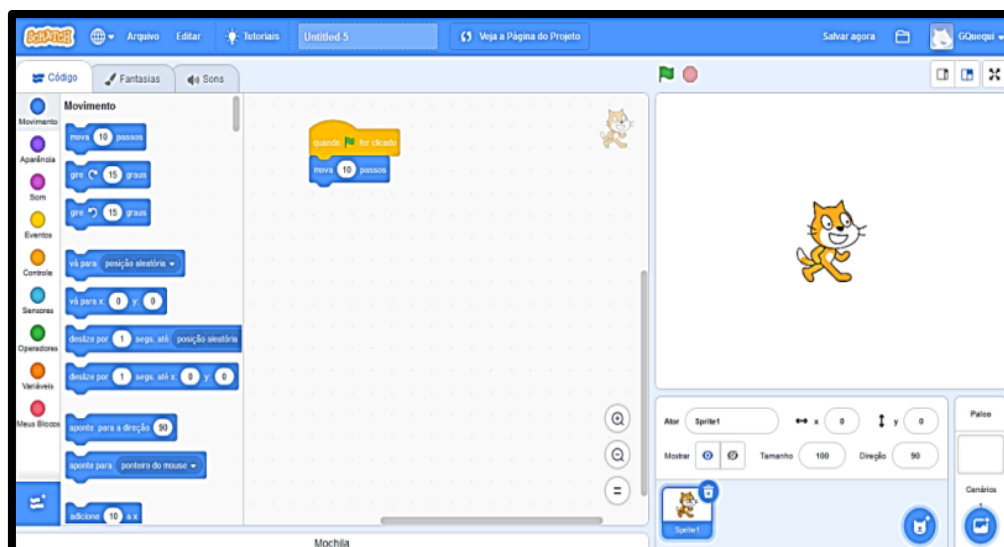 SCRATCH Arquivo Editar Tutoriais Untitled-5 Veja a Página do Projeto Salvar agora GQuequi
Código Fantasias Sons
Movimento
Aparência
Som
Eventos
Controle
Sensores
Operadores
Variáveis
Meus Blocos
Movimento
mova 10 passos
gire 15 graus
gire 15 graus
vá para posição aleatória
vá para x: 0 y: 0
deslize por 1 segs. até posição aleatória
deslize por 1 segs. até x: 0 y: 0
aponte para a direção 90
aponte para ponteiro do mouse
adicione 10 a x
quando for clicado
mova 10 passos
Ator Sprite1 x 0 y 0
Mostrar Tamanho 100 Direção 90
Sprite1
Palco
Cenários
1
Mochila